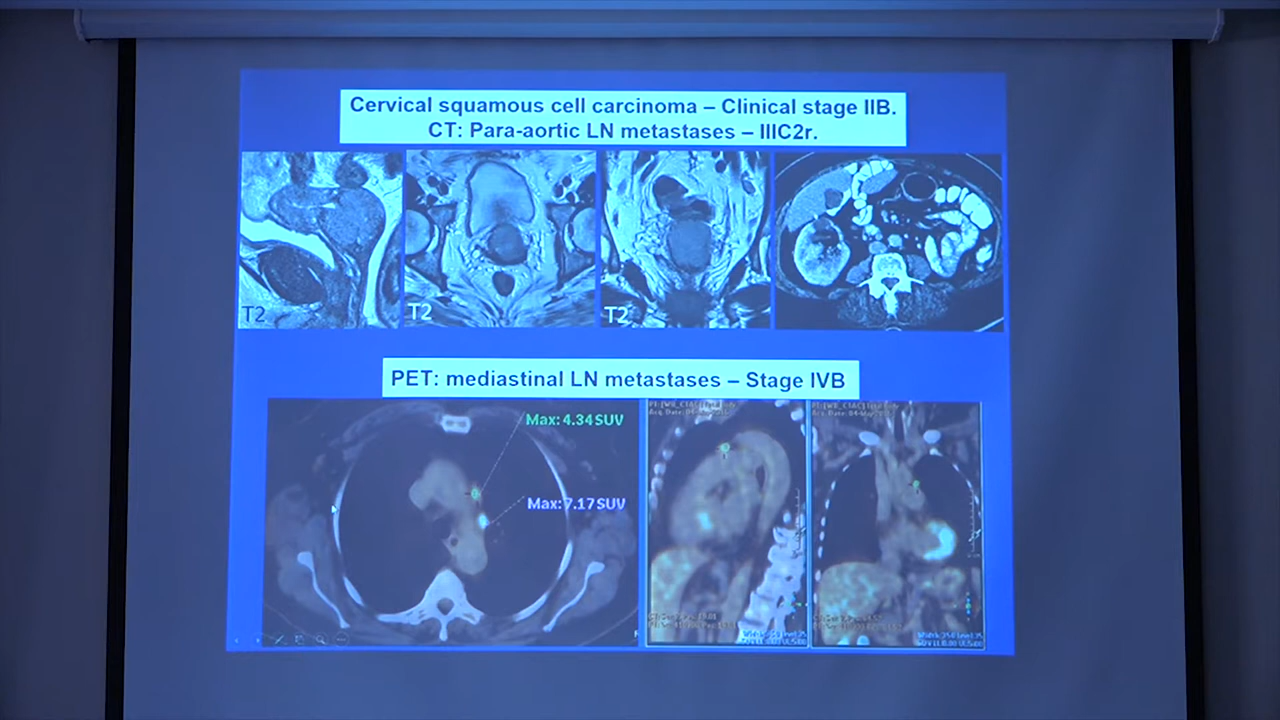 Cervical squamous cell carcinoma – Clinical stage IIB.
CT: Para-aortic LN metastases – IIIC2r.
T2
T2
T2
PET: mediastinal LN metastases – Stage IVB
Max: 4.34 SUV
Max: 7.17 SUV